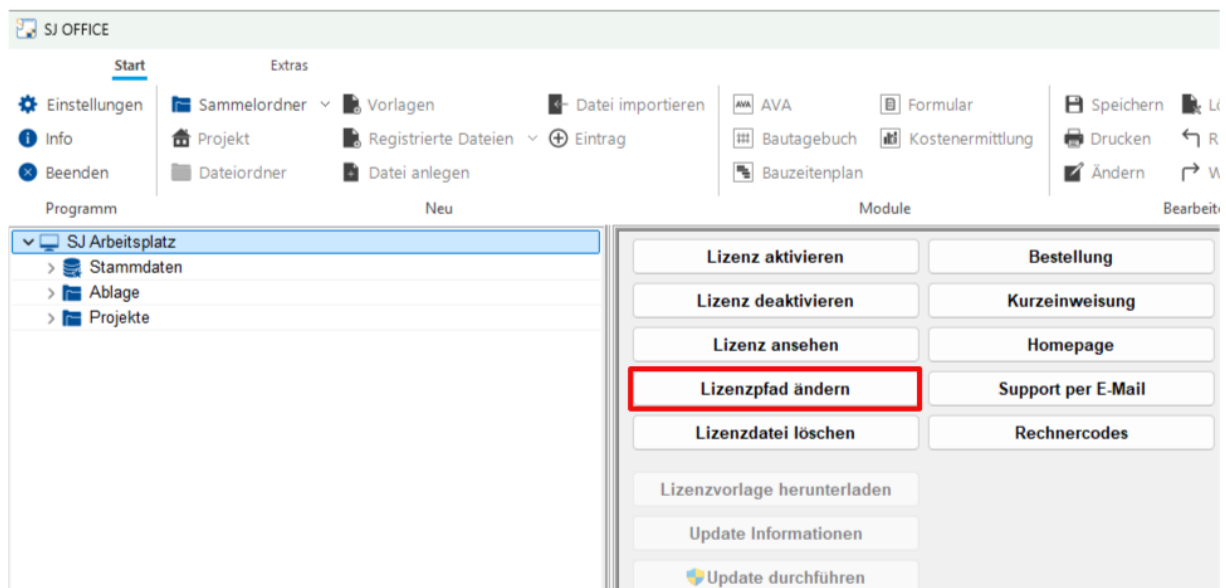 SJ OFFICE
Start Extras
Einstellungen Sammelordner Vorlagen Datei importieren AVA Formular Speichern
Info Projekt Registrierte Dateien Eintrag Bautagebuch Kostenermittlung Drucken
Beenden Dateiordner Datei anlegen Bauzeitenplan Ändern
Programm Neu Module
SJ Arbeitsplatz
Stammdaten
Ablage
Projekte
Lizenz aktivieren Bestellung
Lizenz deaktivieren Kurzeinweisung
Lizenz ansehen Homepage
Lizenzpfad ändern Support per E-Mail
Lizenzdatei löschen Rechnercodes
Lizenzvorlage herunterladen
Update Informationen
Update durchführen